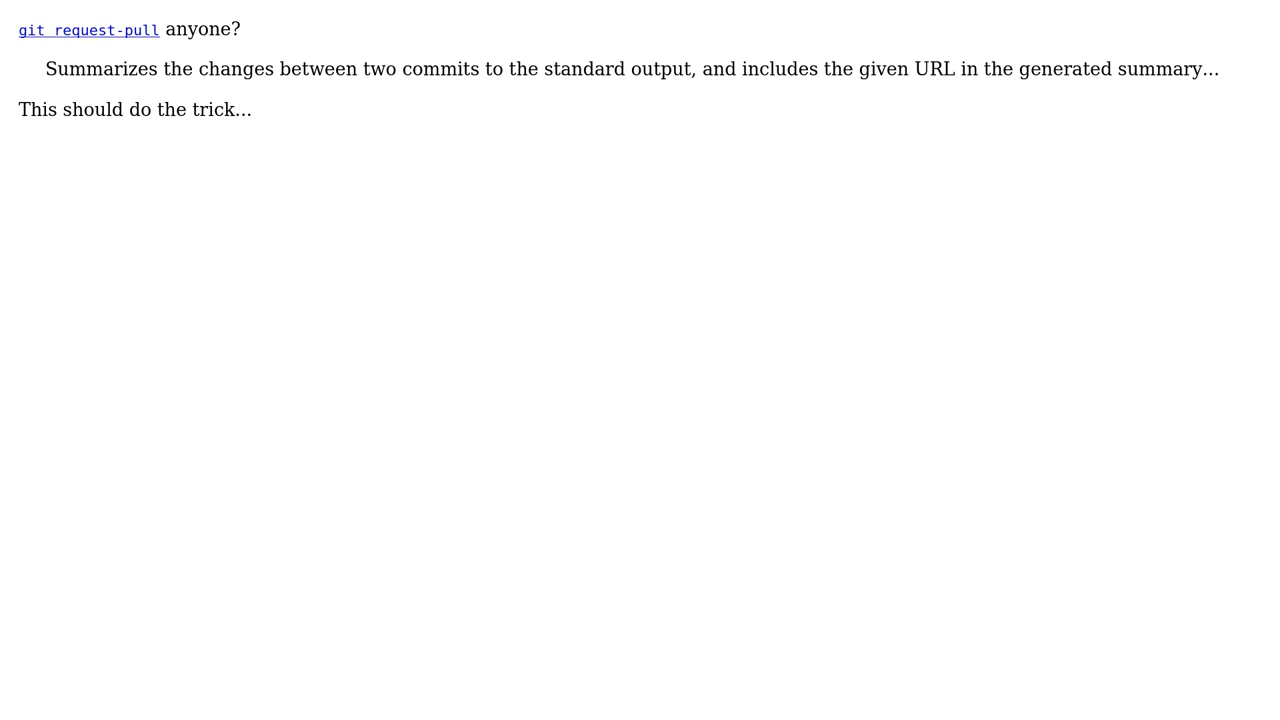 git request-pull anyone?
Summarizes the changes between two commits to the standard output, and includes the given URL in the generated summary...
This should do the trick...